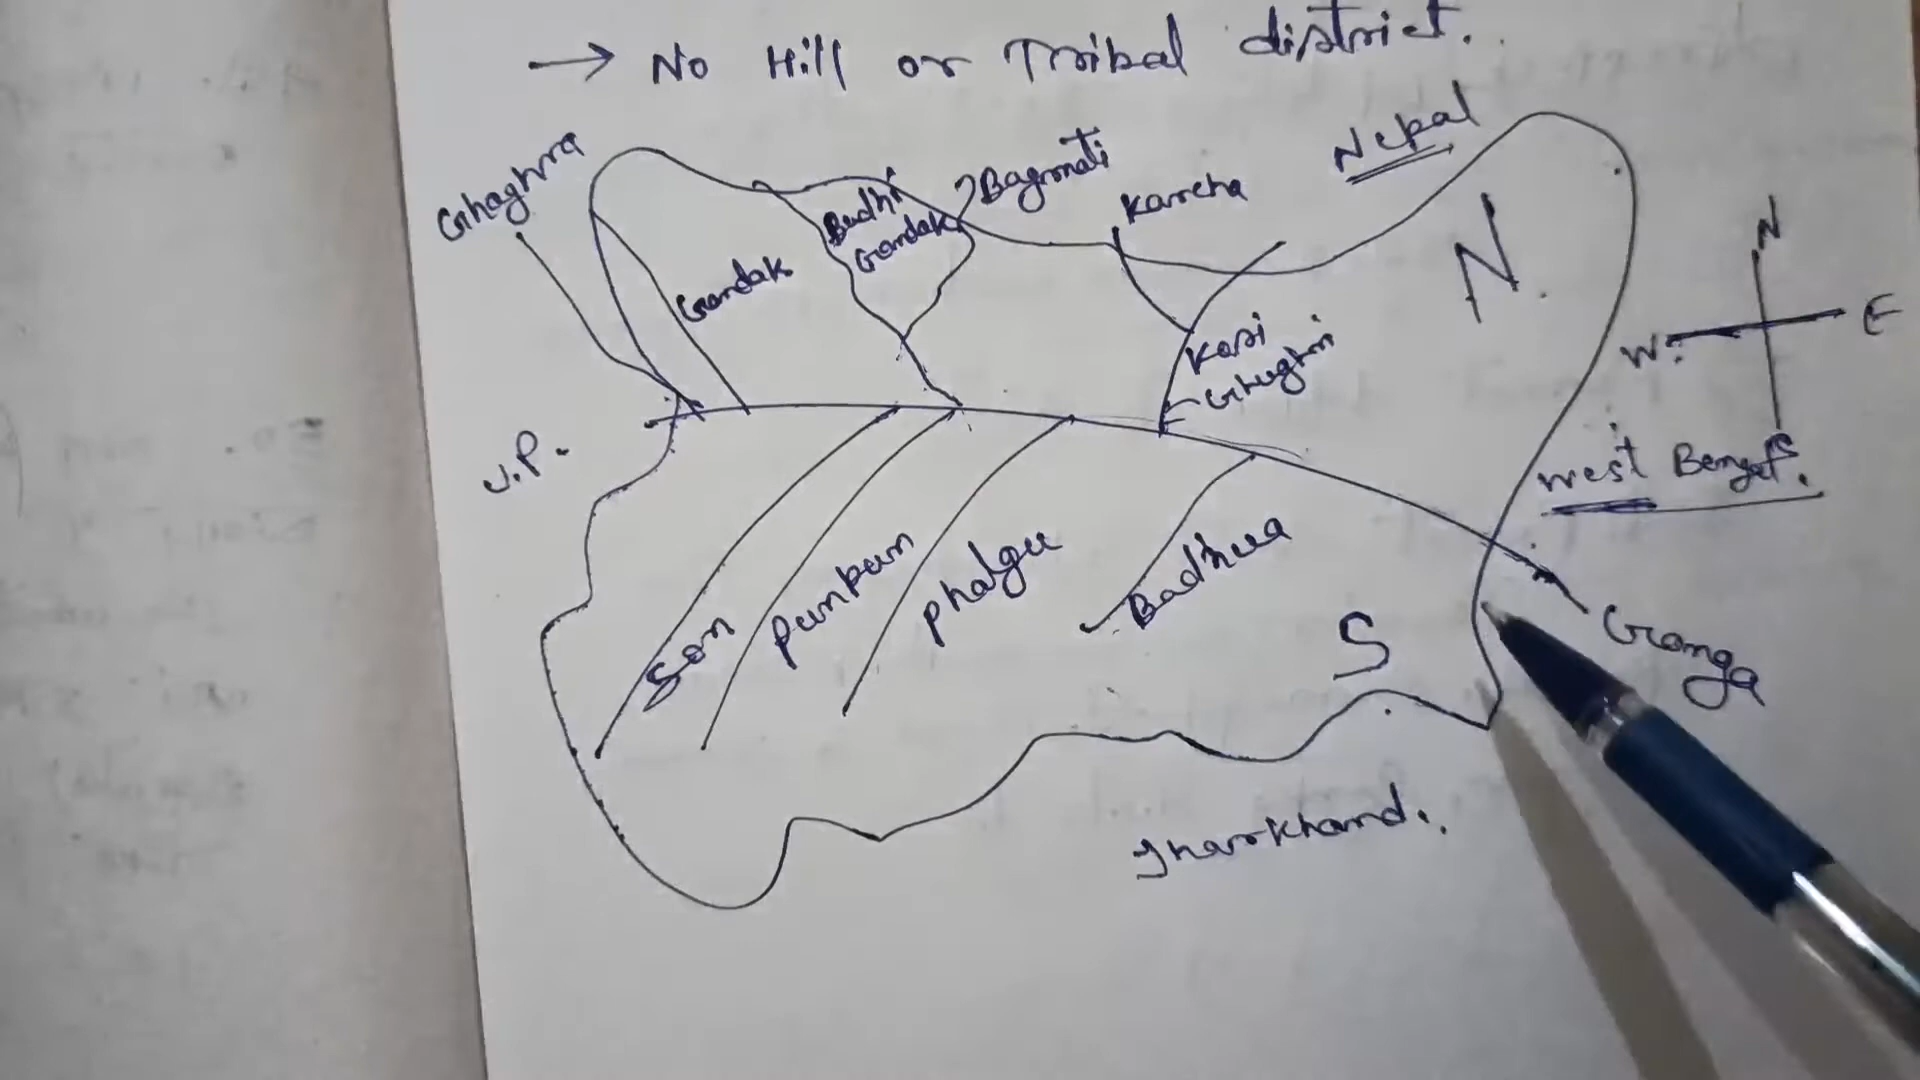 → No Hill or Tribal district.
Ghaghra
Gandak
Budhi
Gandak
Bagmati
Kamcha
Nepal
N
Kosi
Ghughri
N
W
E
S
U.P.
West Bengal.
Son
Punpun
Phalgu
Badhua
S
Ganga
Jharkhand.